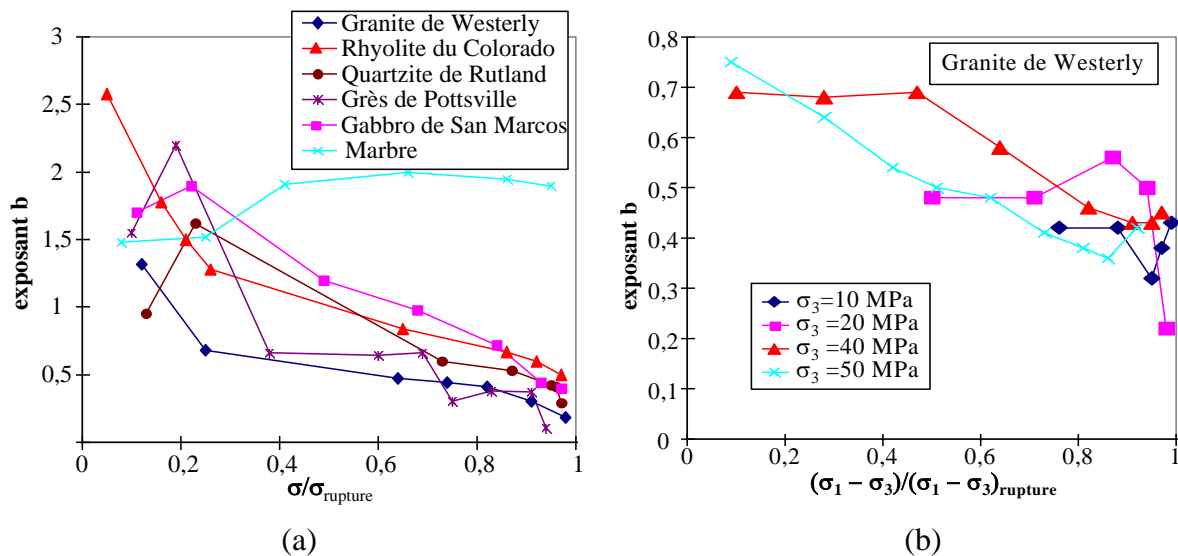 Granite de Westerly
Rhyolite du Colorado
Quartzite de Rutland
Grès de Pottsville
Gabbro de San Marcos
Marbre
3
2,5
2
1,5
1
0,5
exposant b
0
0,2
0,4
0,6
0,8
1
σ/σrupture
(a)
Granite de Westerly
0,8
0,7
0,6
0,5
0,4
0,3
0,2
0,1
0
exposant b
σ3=10 MPa
σ3=20 MPa
σ3=40 MPa
σ3=50 MPa
0
0,2
0,4
0,6
0,8
1
(σ1 − σ3)/(σ1 − σ3)rupture
(b)